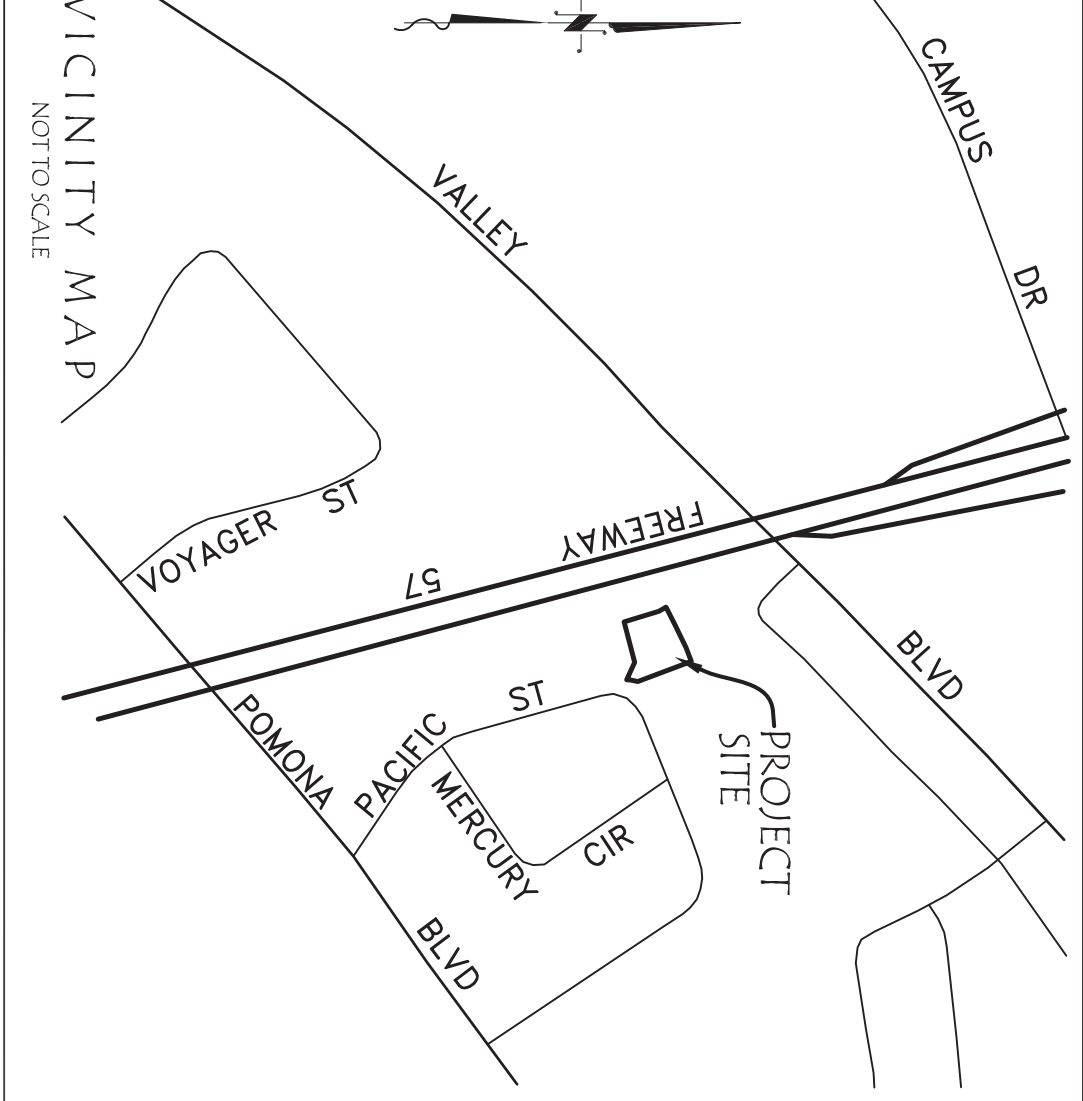 VICINITY MAP
NOT TO SCALE
N
CAMPUS
DR
VALLEY
BLVD
FREEWAY
57
VOYAGER
ST
POMONA
BLVD
PACIFIC
ST
MERCURY
CIR
PROJECT
SITE